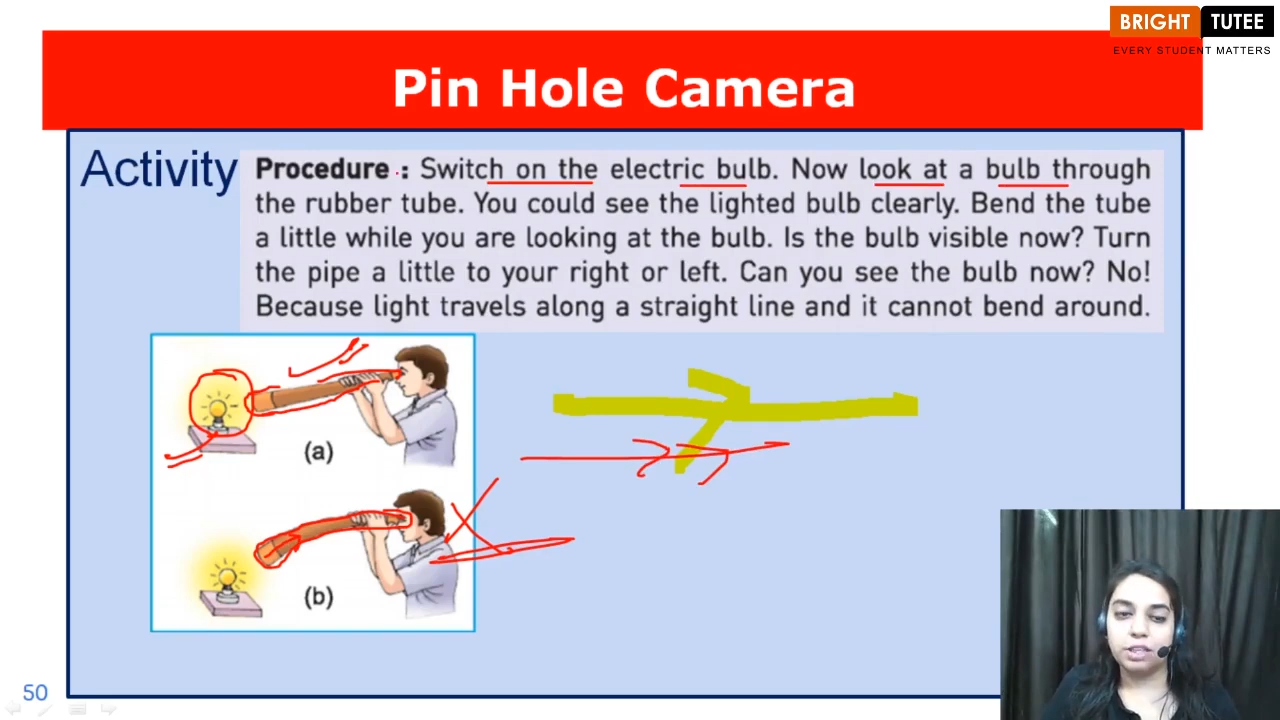 BRIGHT TUTEE
EVERY STUDENT MATTERS
Pin Hole Camera
Activity
Procedure : Switch on the electric bulb. Now look at a bulb through
the rubber tube. You could see the lighted bulb clearly. Bend the tube
a little while you are looking at the bulb. Is the bulb visible now? Turn
the pipe a little to your right or left. Can you see the bulb now? No!
Because light travels along a straight line and it cannot bend around.
(a)
(b)
50